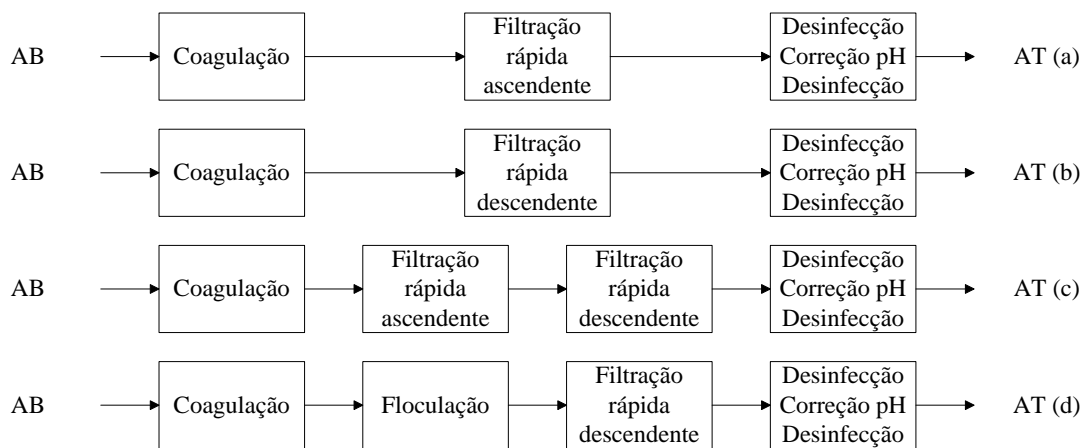 AB
Coagulação
Filtração
rápida
ascendente
Desinfecção
Correção pH
Desinfecção
AT (a)
AB
Coagulação
Filtração
rápida
descendente
Desinfecção
Correção pH
Desinfecção
AT (b)
AB
Coagulação
Filtração
rápida
ascendente
Filtração
rápida
descendente
Desinfecção
Correção pH
Desinfecção
AT (c)
AB
Coagulação
Floculação
Filtração
rápida
descendente
Desinfecção
Correção pH
Desinfecção
AT (d)